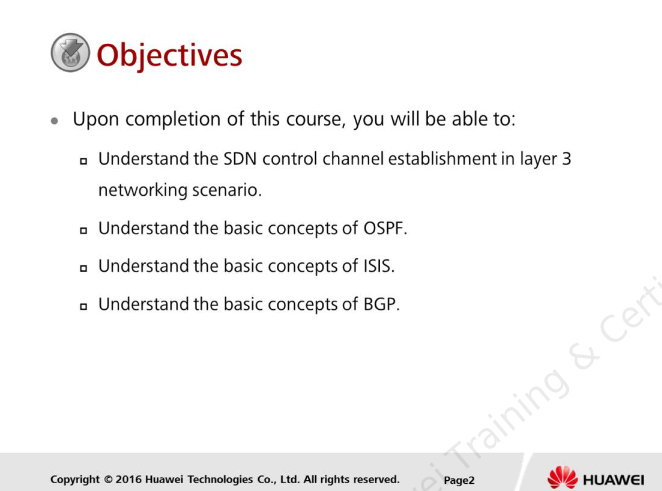 Objectives
Upon completion of this course, you will be able to:
Understand the SDN control channel establishment in layer 3
networking scenario.
Understand the basic concepts of OSPF.
Understand the basic concepts of ISIS.
Understand the basic concepts of BGP.
Training & Certi
Copyright © 2016 Huawei Technologies Co., Ltd. All rights reserved.
Page2
HUAWEI